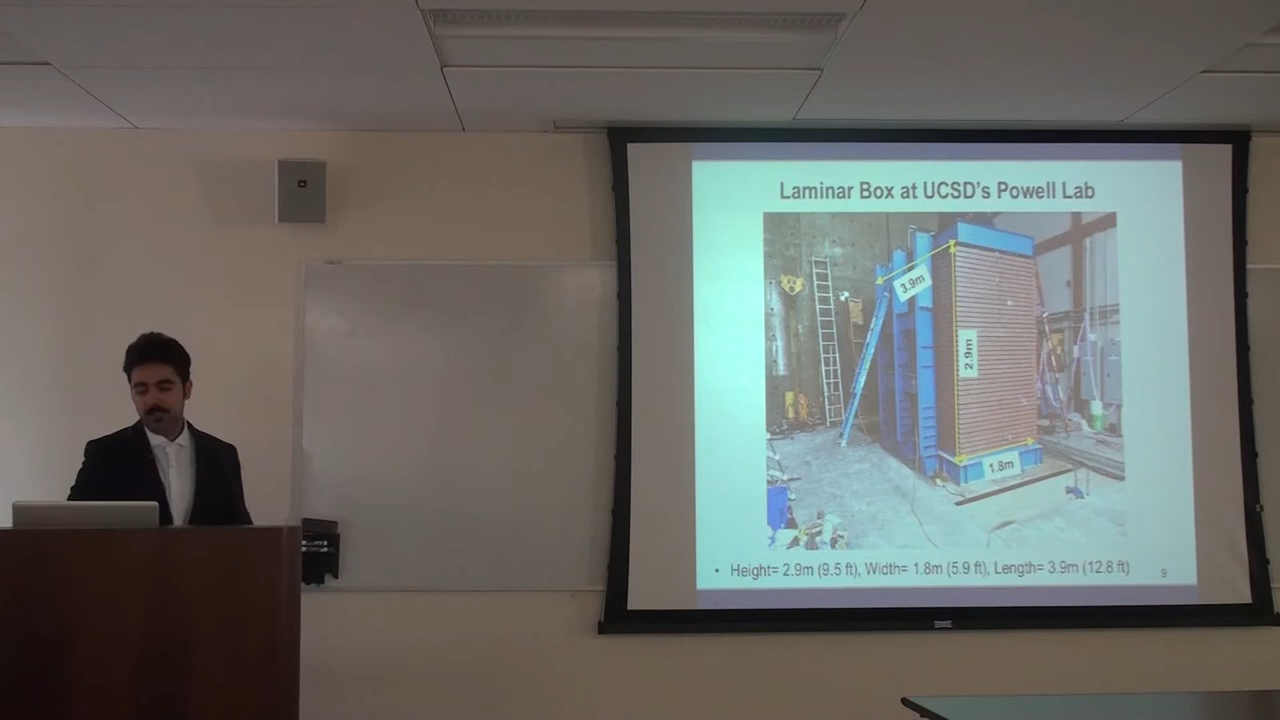 Laminar Box at UCSD's Powell Lab
3.9m
2.9m
1.8m
• Height= 2.9m (9.5 ft), Width= 1.8m (5.9 ft), Length= 3.9m (12.8 ft)
9